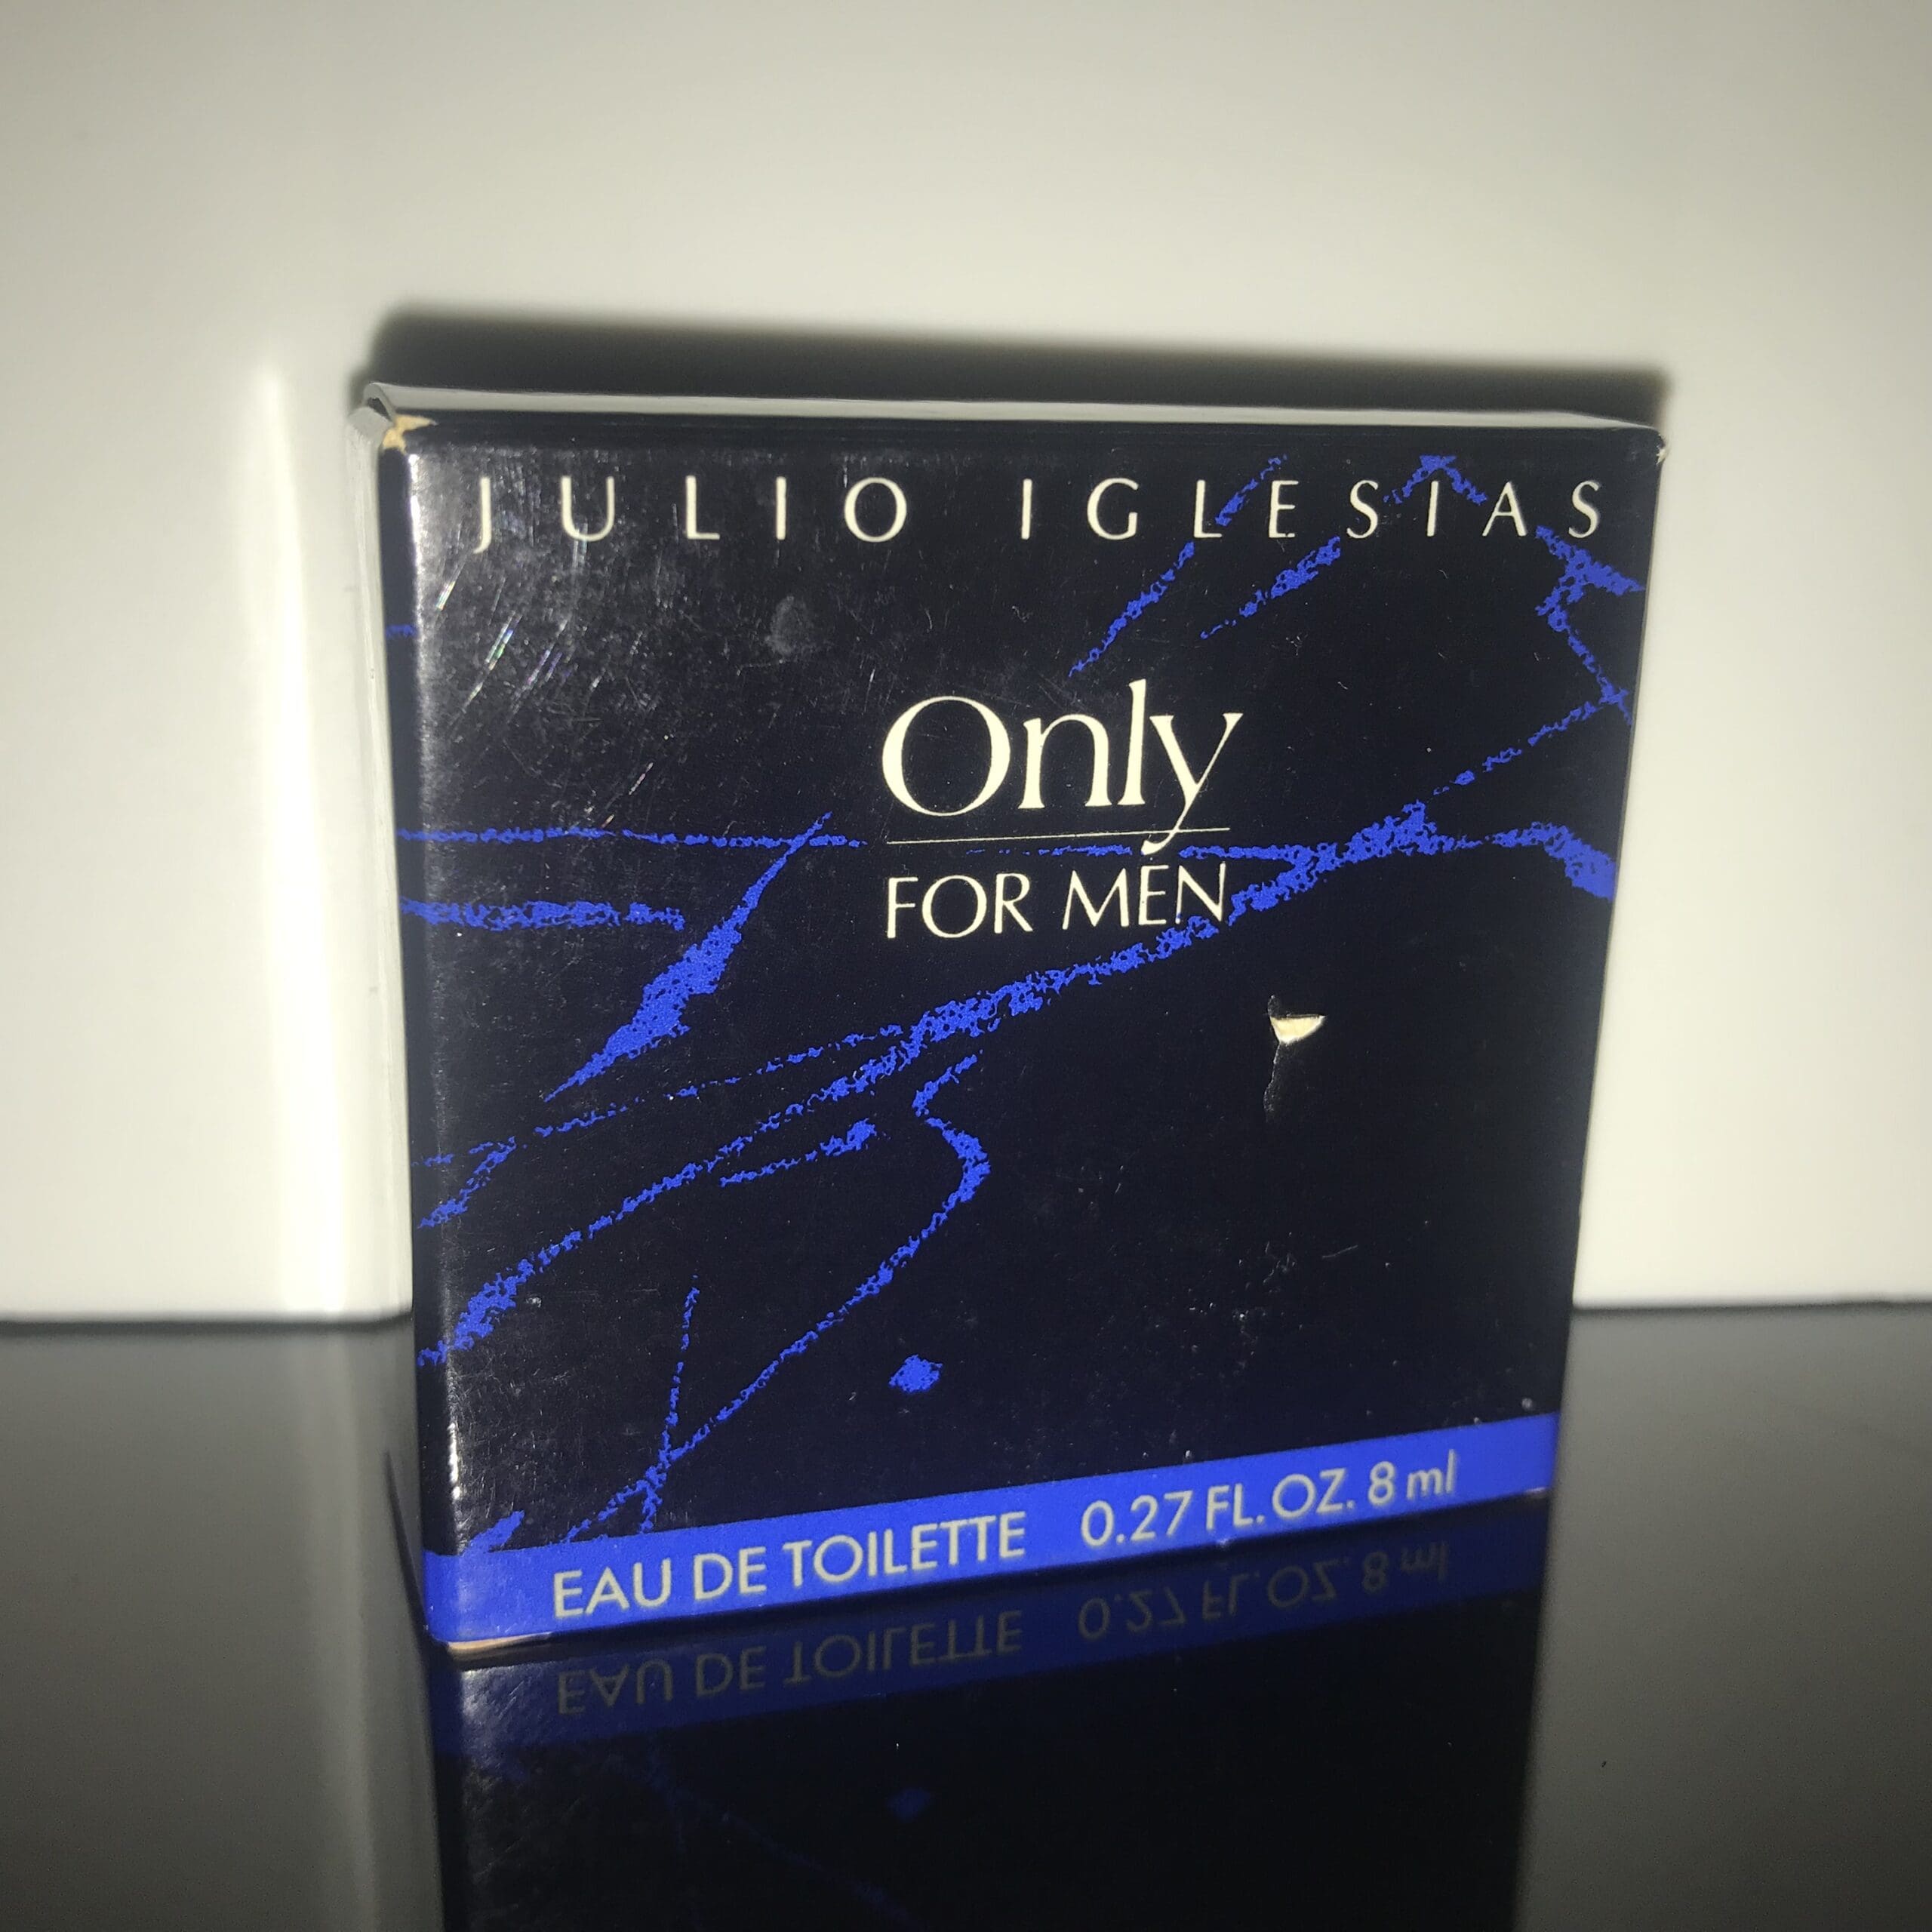 JULIO IGLESIAS
Only
FOR MEN
EAU DE TOILETTE 0.27 FL. OZ. 8 ml